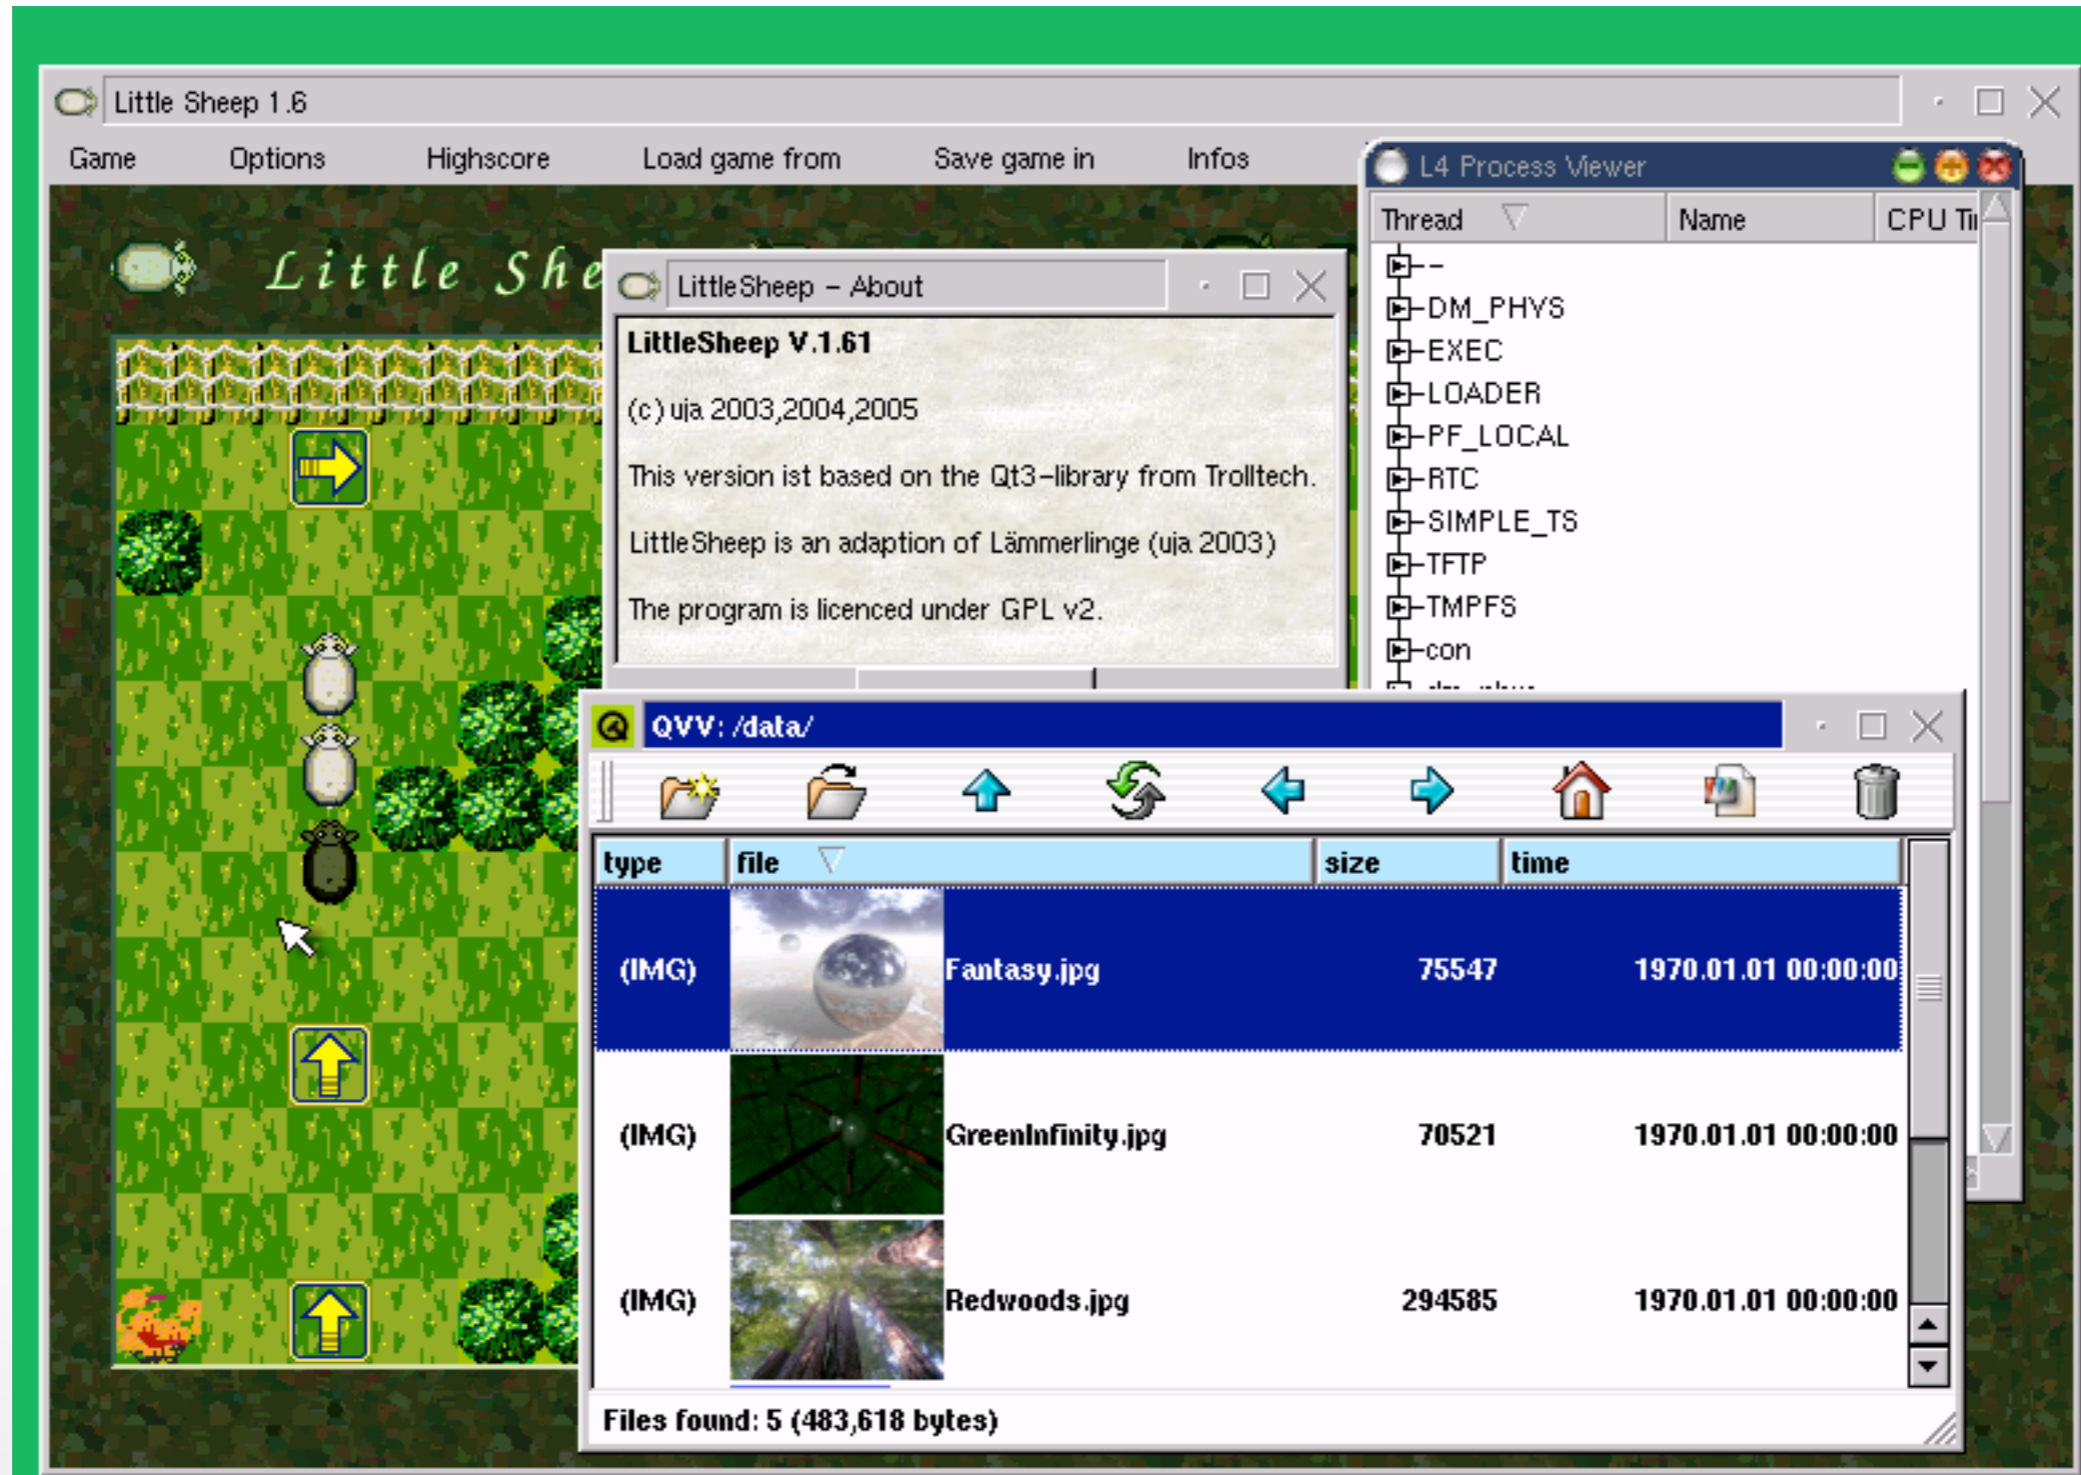 Little Sheep 1.6
Game Options Highscore Load game from Save game in Infos
L4 Process Viewer
Thread Name CPU Ti
--
DM_PHYS
EXEC
LOADER
PF_LOCAL
RTC
SIMPLE_TS
TFTP
TMPFS
con
Little She
LittleSheep – About
LittleSheep V.1.61
(c) uja 2003,2004,2005
This version ist based on the Qt3–library from Trolltech.
LittleSheep is an adaption of Lämmerlinge (uja 2003)
The program is licenced under GPL v2.
QVV: /data/
type file size time
(IMG) Fantasy.jpg 75547 1970.01.01 00:00:00
(IMG) GreenInfinity.jpg 70521 1970.01.01 00:00:00
(IMG) Redwoods.jpg 294585 1970.01.01 00:00:00
Files found: 5 (483,618 bytes)